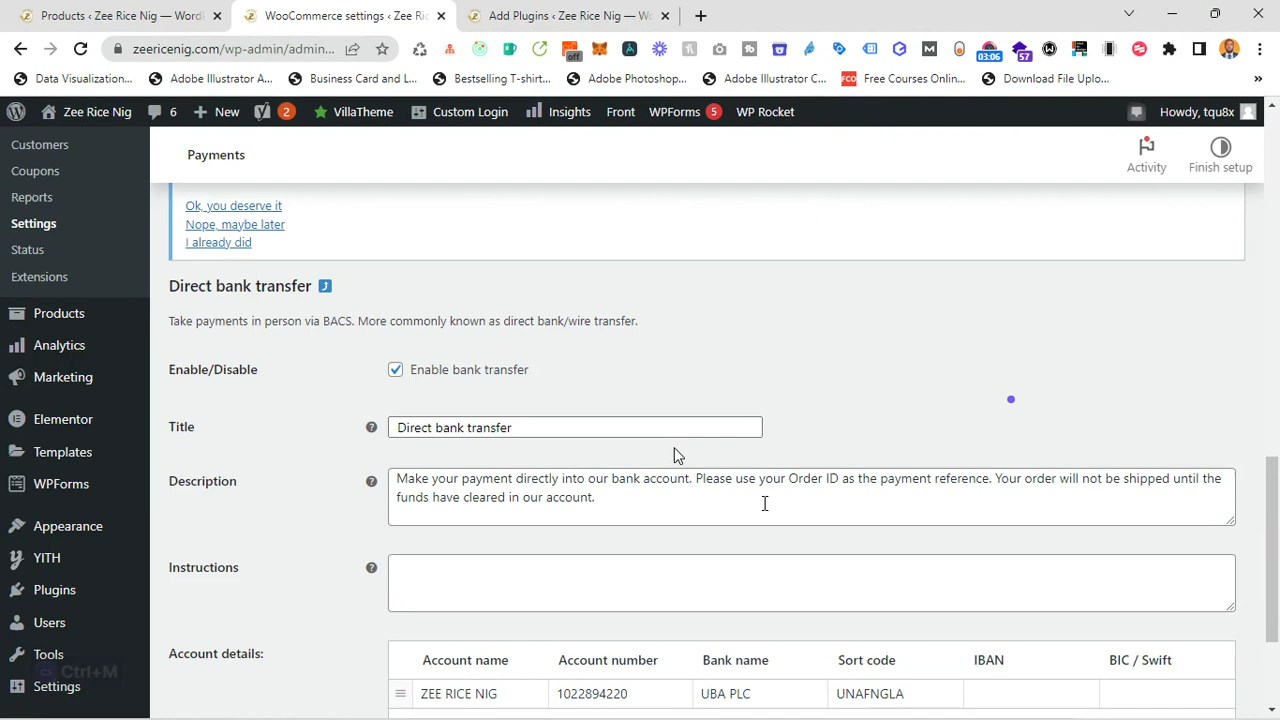 Products ‹ Zee Rice Nig — WordP
WooCommerce settings ‹ Zee Ric
Add Plugins ‹ Zee Rice Nig — Wo
zeericenig.com/wp-admin/admin...
off
03:06
57
Data Visualization...
Adobe Illustrator A...
Business Card and L...
Bestselling T-shirt...
Adobe Photoshop...
Adobe Illustrator C...
FCO
Free Courses Onlin...
Download File Uplo...
»
Zee Rice Nig
6
New
2
VillaTheme
Custom Login
Insights
Front
WPForms 5
WP Rocket
Howdy, tqu8x
Customers
Coupons
Reports
Settings
Status
Extensions
Products
Analytics
Marketing
Elementor
Templates
WPForms
Appearance
YITH
Plugins
Users
Tools
Ctrl+M
Settings
Payments
Activity
Finish setup
Ok, you deserve it
Nope, maybe later
I already did
Direct bank transfer
Take payments in person via BACS. More commonly known as direct bank/wire transfer.
Enable/Disable
Enable bank transfer
Title
Direct bank transfer
Description
Make your payment directly into our bank account. Please use your Order ID as the payment reference. Your order will not be shipped until the
funds have cleared in our account.
Instructions
Account details:
Account name Account number Bank name Sort code IBAN BIC / Swift
ZEE RICE NIG 1022894220 UBA PLC UNAFNGLA